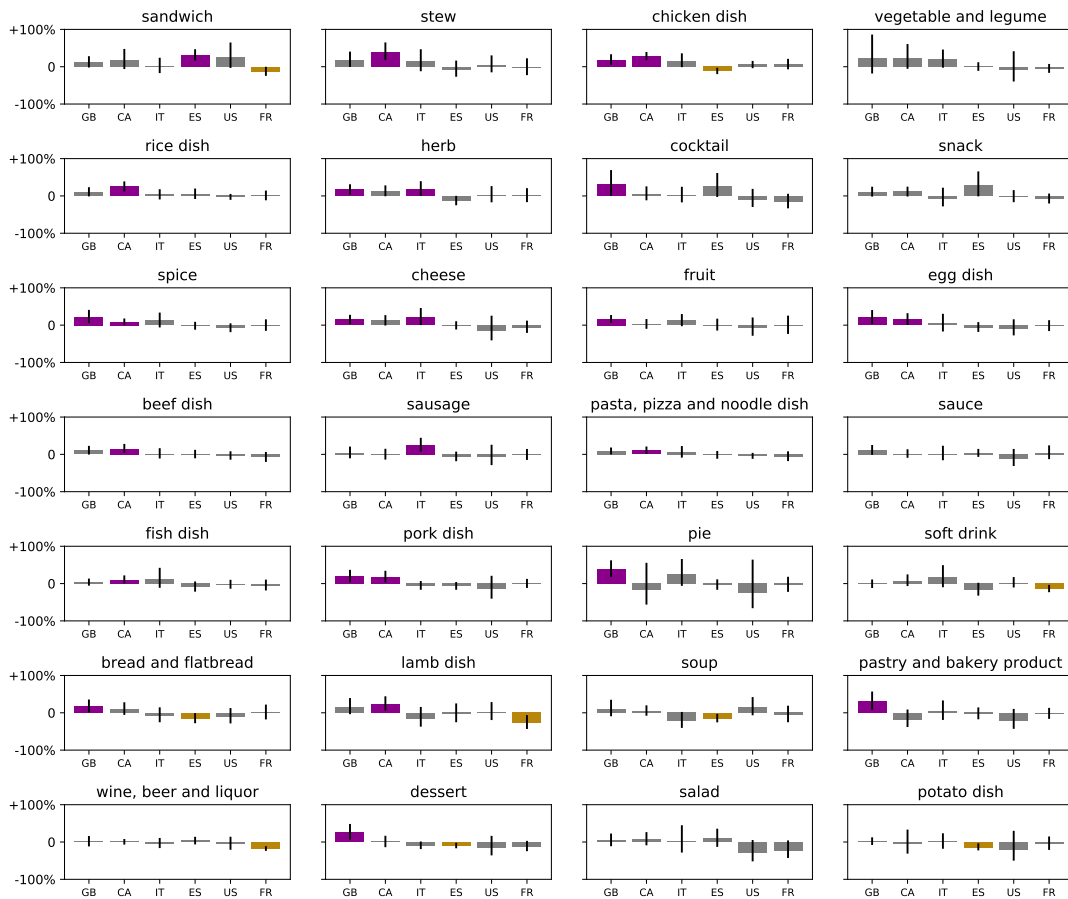 sandwich stew chicken dish vegetable and legume
+100%
0
-100%
GB CA IT ES US FR GB CA IT ES US FR GB CA IT ES US FR GB CA IT ES US FR
rice dish herb cocktail snack
+100%
0
-100%
GB CA IT ES US FR GB CA IT ES US FR GB CA IT ES US FR GB CA IT ES US FR
spice cheese fruit egg dish
+100%
0
-100%
GB CA IT ES US FR GB CA IT ES US FR GB CA IT ES US FR GB CA IT ES US FR
beef dish sausage pasta, pizza and noodle dish sauce
+100%
0
-100%
GB CA IT ES US FR GB CA IT ES US FR GB CA IT ES US FR GB CA IT ES US FR
fish dish pork dish pie soft drink
+100%
0
-100%
GB CA IT ES US FR GB CA IT ES US FR GB CA IT ES US FR GB CA IT ES US FR
bread and flatbread lamb dish soup pastry and bakery product
+100%
0
-100%
GB CA IT ES US FR GB CA IT ES US FR GB CA IT ES US FR GB CA IT ES US FR
wine, beer and liquor dessert salad potato dish
+100%
0
-100%
GB CA IT ES US FR GB CA IT ES US FR GB CA IT ES US FR GB CA IT ES US FR